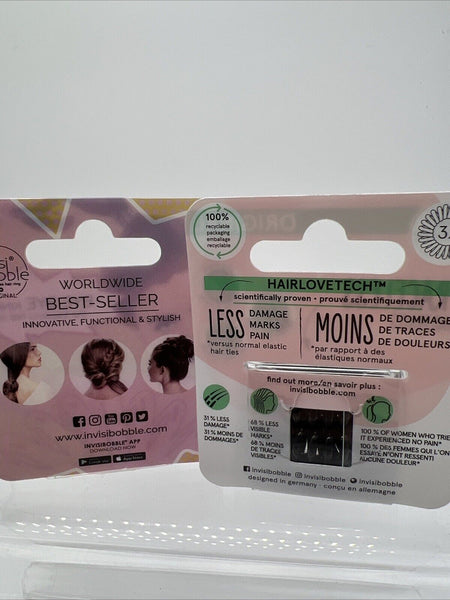 WORLDWIDE
BEST-SELLER
INNOVATIVE, FUNCTIONAL & STYLISH
www.invisibobble.com
INVISIBOBBLE® APP
DOWNLOAD NOW
100%
recyclable
packaging
emballage
recyclable
HAIRLOVETECH™
scientifically proven • prouvé scientifiquement
LESS DAMAGE
MARKS
PAIN
*versus normal elastic
hair ties
MOINS DE DOMMAGE
DE TRACES
DE DOULEURS
*par rapport à des
élastiques normaux
find out more/en savoir plus :
invisibobble.com
31 % LESS
DAMAGE*
31 % MOINS DE
DOMMAGES*
68 % LESS
VISIBLE
MARKS*
68 % MOINS
DE TRACES
VISIBLES*
100 % OF WOMEN WHO TRIE
IT EXPERIENCED NO PAIN*
100 % DES FEMMES QUI L'ON
ESSAYÉ N'ONT RESSENTI
AUCUNE DOULEUR*
invisibobble invisibobble invisibobble
designed in germany • conçu en allemagne